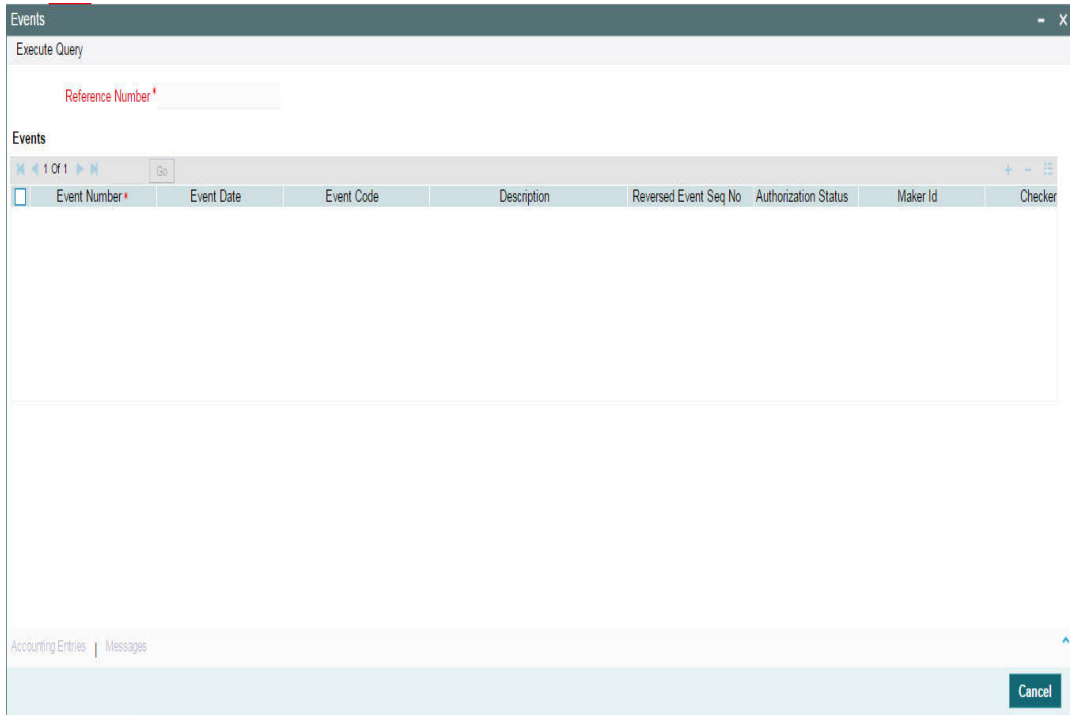 Events - X
Execute Query
Reference Number *
Events
1 Of 1 Go + -
Event Number * Event Date Event Code Description Reversed Event Seq No Authorization Status Maker Id Checker
Accounting Entries | Messages
Cancel